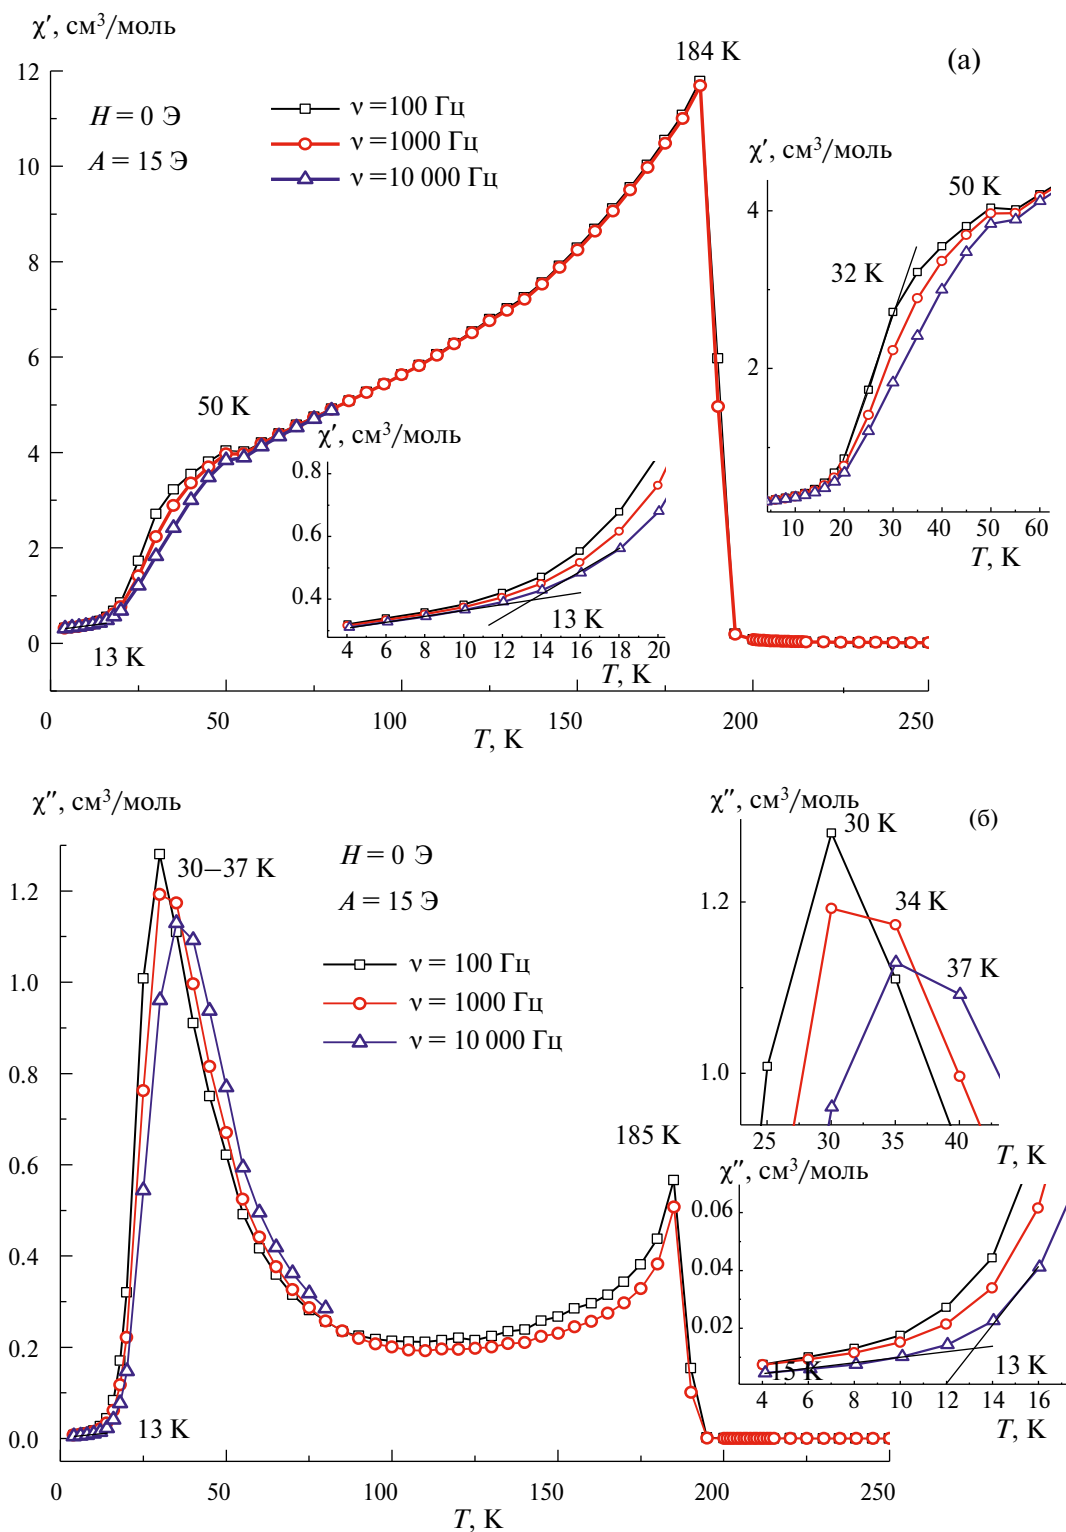 χ′, см³/моль
184 K
(а)
12
H = 0 Э
ν =100 Гц
ν =1000 Гц
A = 15 Э
ν =10 000 Гц
10
χ′, см³/моль
50 K
4
8
32 K
6
2
50 K
χ′, см³/моль
4
0.8
10 20 30 40 50 60
T, K
0.6
2
0.4
13 K
0
13 K
4 6 8 10 12 14 16 18 20
T, K
0 50 100 150 200 250
T, K
χ″, см³/моль
χ″, см³/моль
30 K
(б)
H = 0 Э
30–37 K
1.2
1.2
34 K
A = 15 Э
37 K
ν = 100 Гц
1.0
ν = 1000 Гц
ν = 10 000 Гц
1.0
0.8
25 30 35 40
T, K
185 K
0.6
χ″, см³/моль
0.06
0.4
0.04
0.02
0.2
15 K
13 K
13 K
4 6 8 10 12 14 16
0.0
T, K
0 50 100 150 200 250
T, K